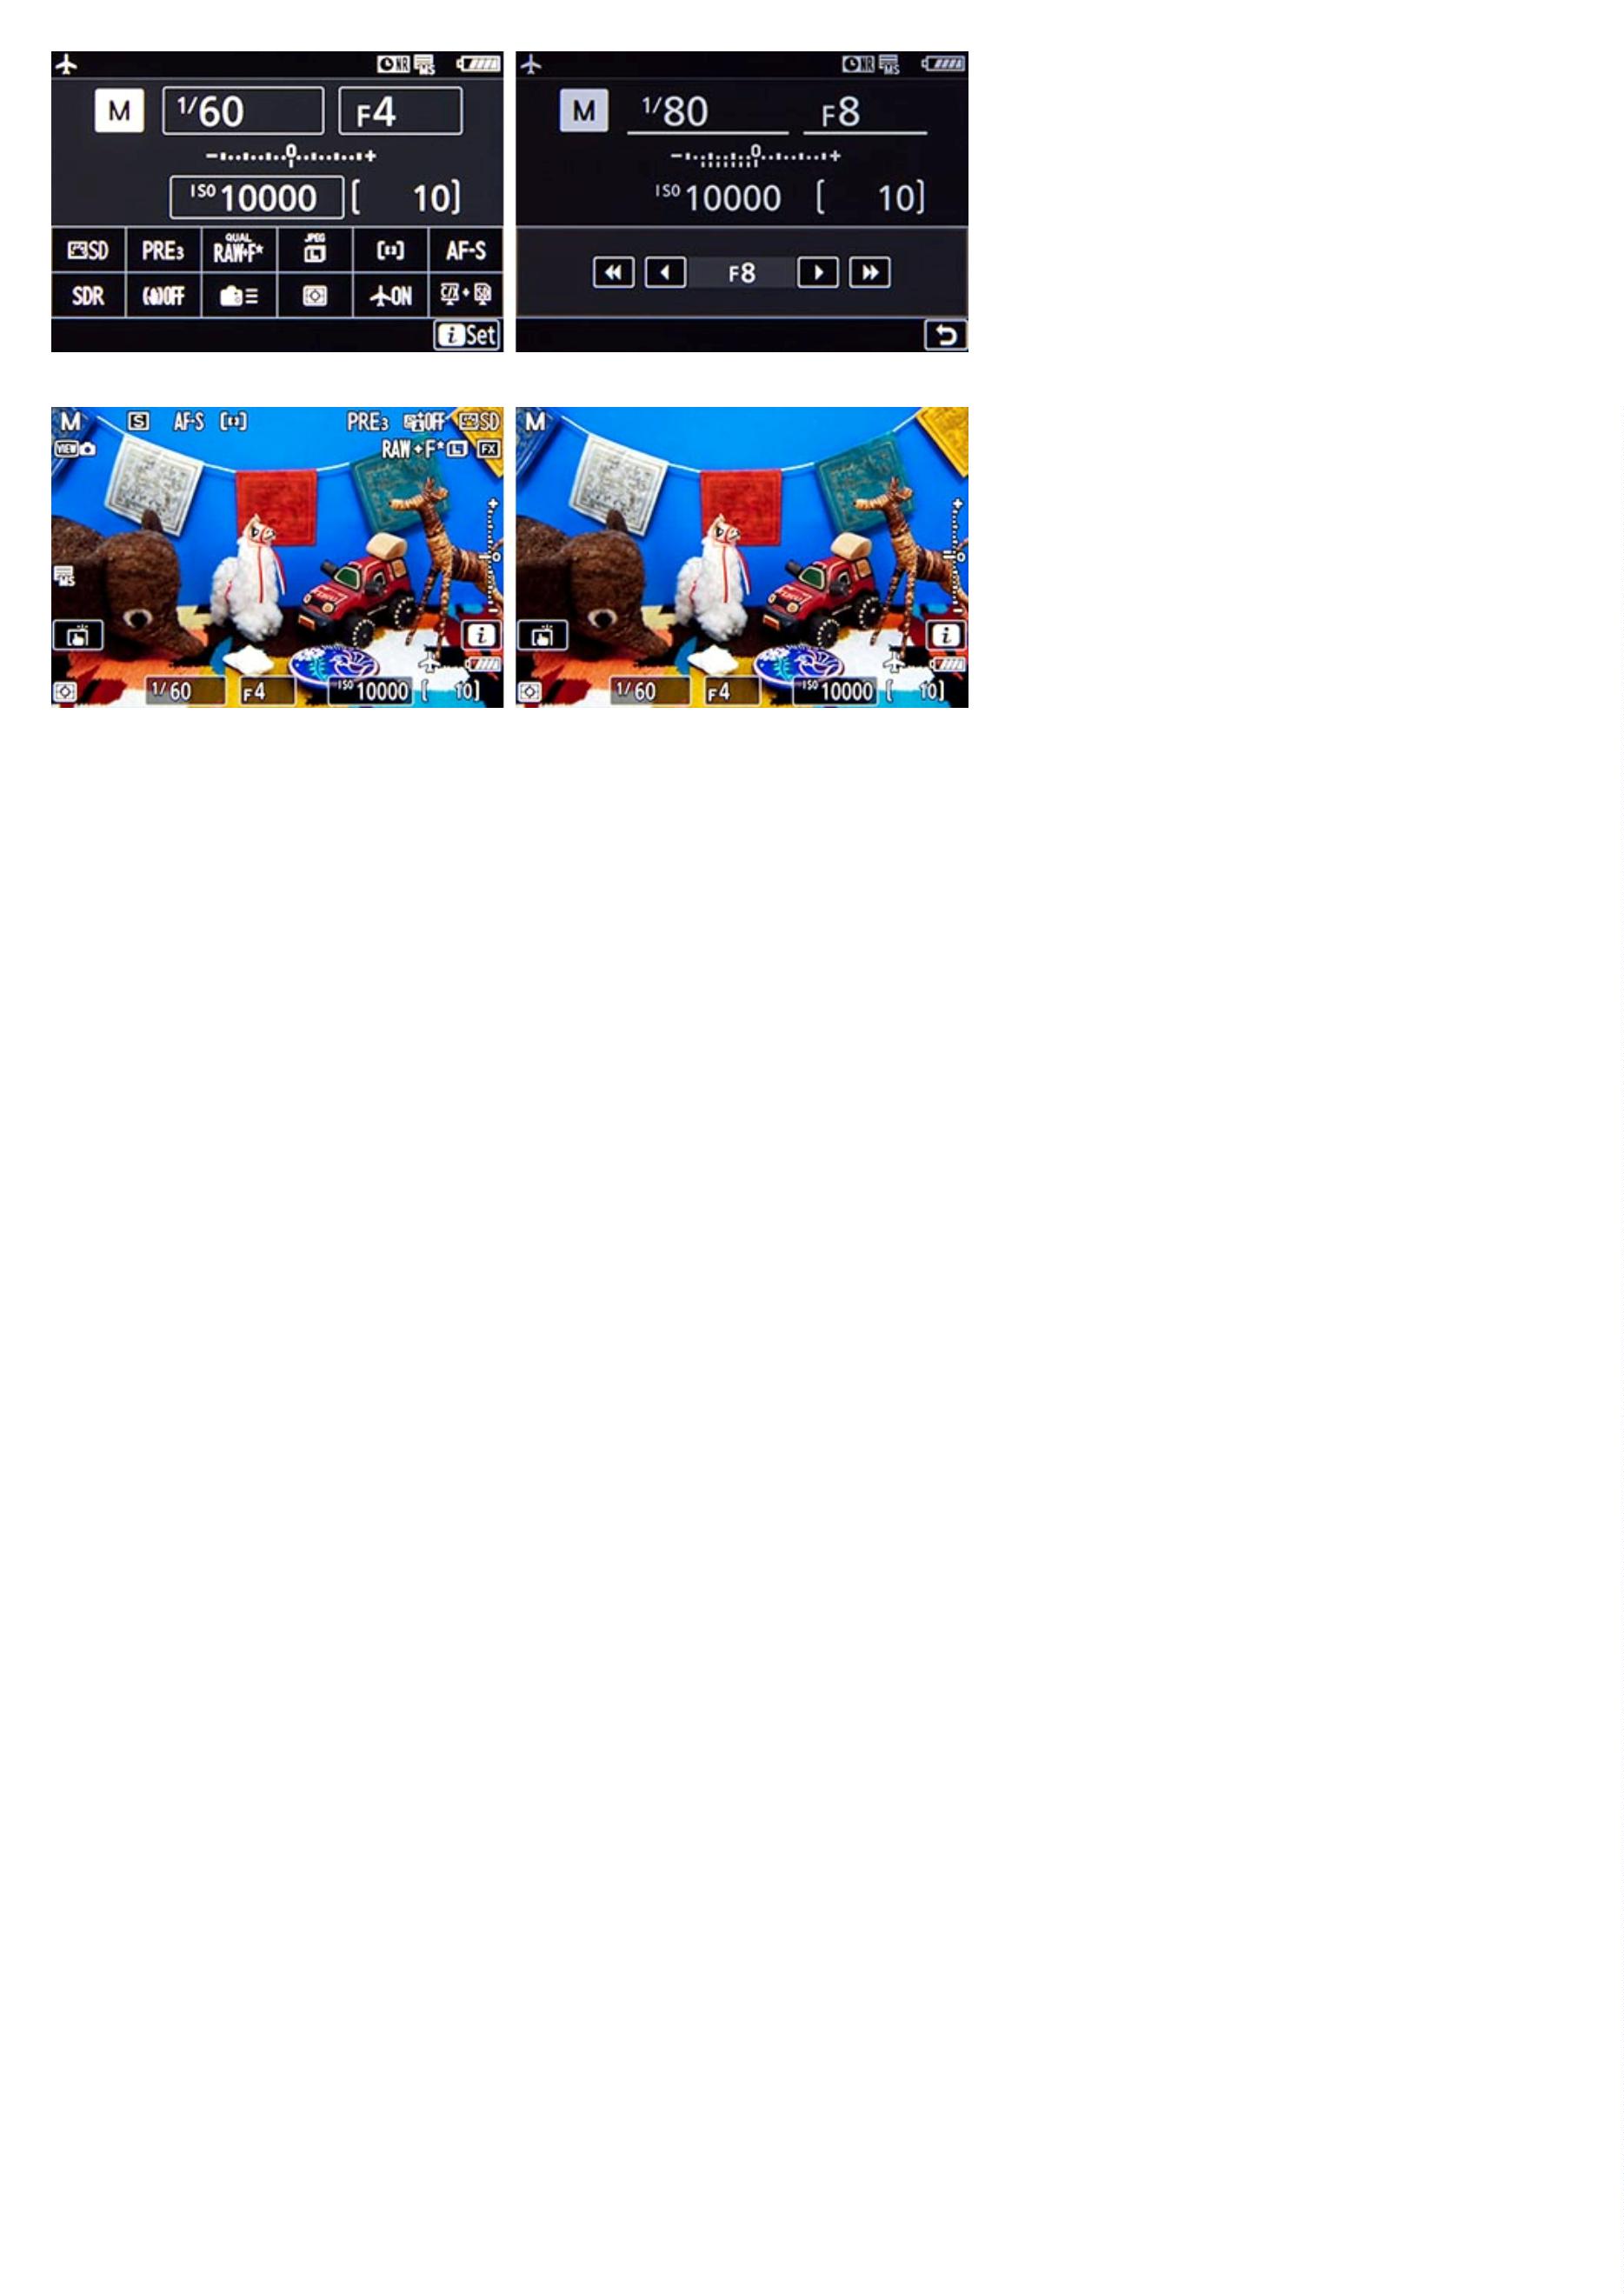 NR MS
M 1/60 F4
- 0 +
ISO 10000 [ 10]
SD PRE3 QUAL RAW+F* JPEG L [ ] AF-S
SDR OFF ON
i Set
NR MS
M 1/80 F8
- 0 +
ISO 10000 [ 10]
F8
M S AF-S [ ] PRE3 OFF SD
VIEW RAW+F* L FX
+
0
MS
-
i
1/60 F4 ISO 10000 [ 10]
M
+
0
-
i
1/60 F4 ISO 10000 [ 10]